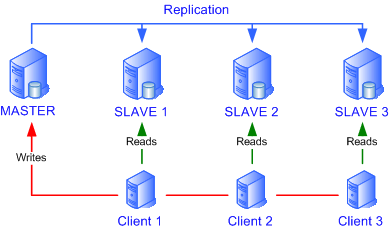 Replication
MASTER
SLAVE 1
SLAVE 2
SLAVE 3
Writes
Reads
Reads
Reads
Client 1
Client 2
Client 3